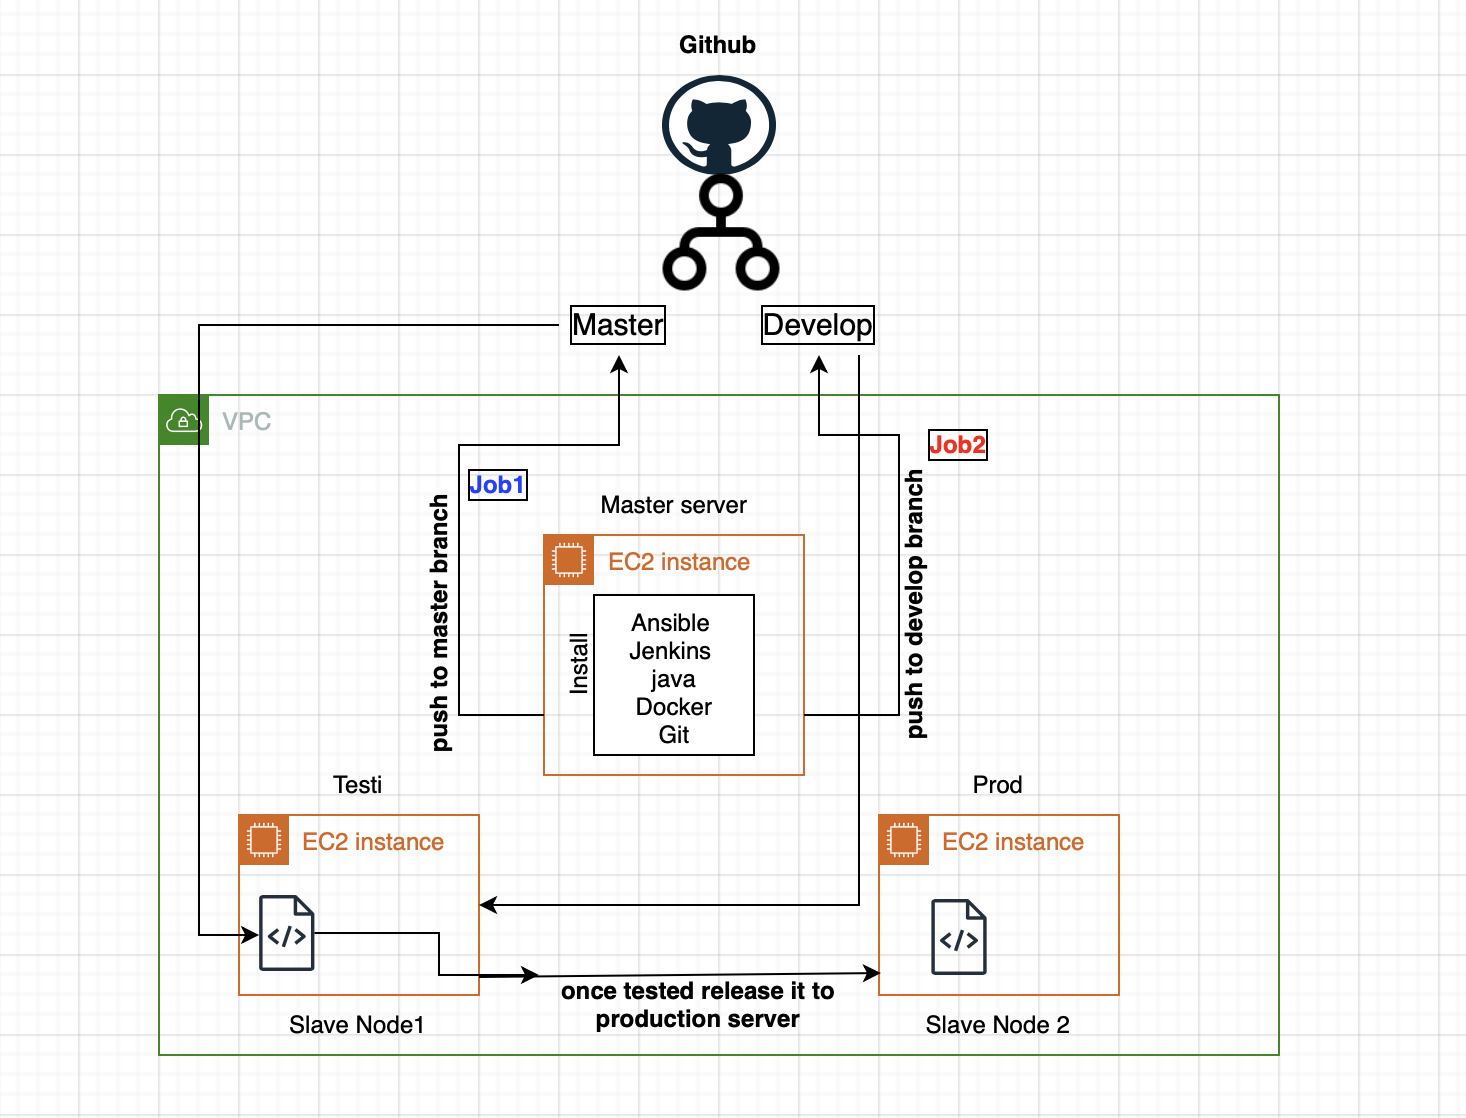 Github
Master
Develop
VPC
Job1
Job2
push to master branch
Master server
push to develop branch
EC2 instance
Install
Ansible
Jenkins
java
Docker
Git
Testi
Prod
EC2 instance
EC2 instance
</>
</>
once tested release it to
production server
Slave Node1
Slave Node 2